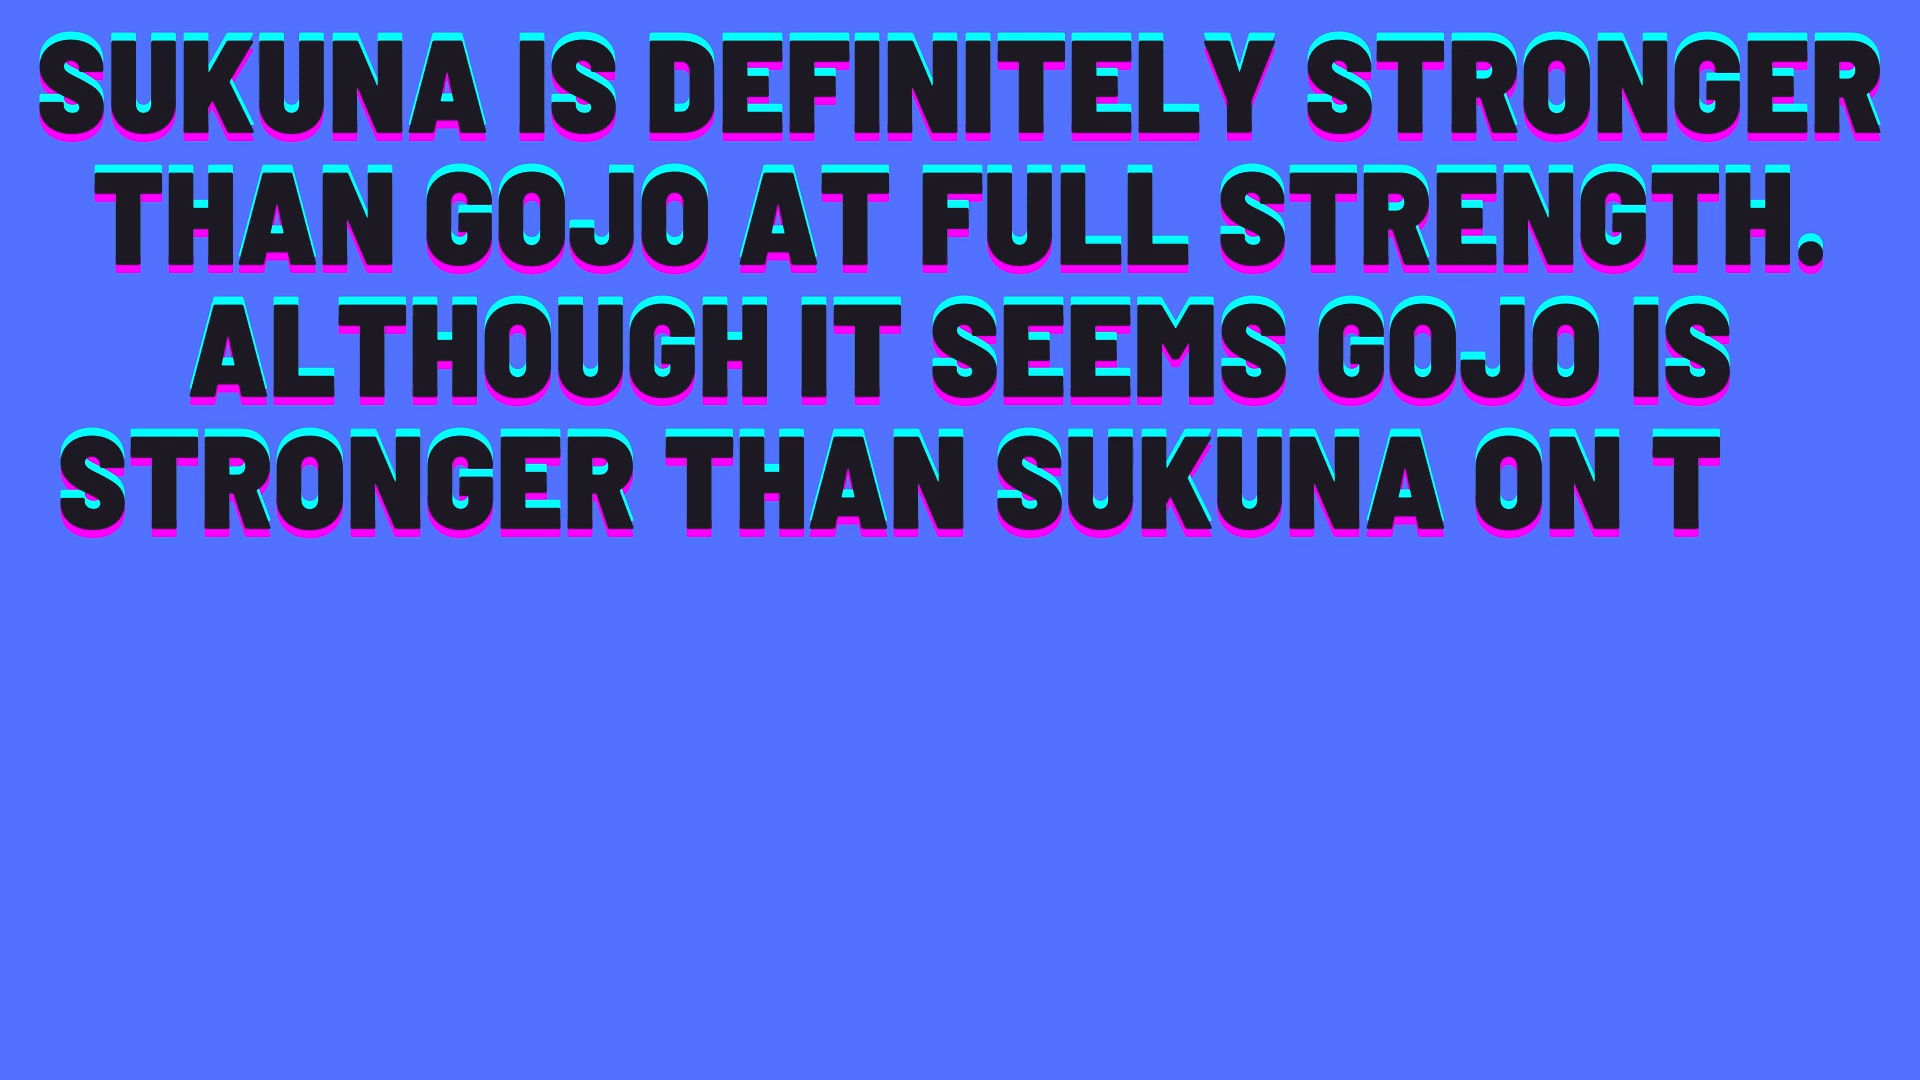 SUKUNA IS DEFINITELY STRONGER
THAN GOJO AT FULL STRENGTH.
ALTHOUGH IT SEEMS GOJO IS
STRONGER THAN SUKUNA ON T